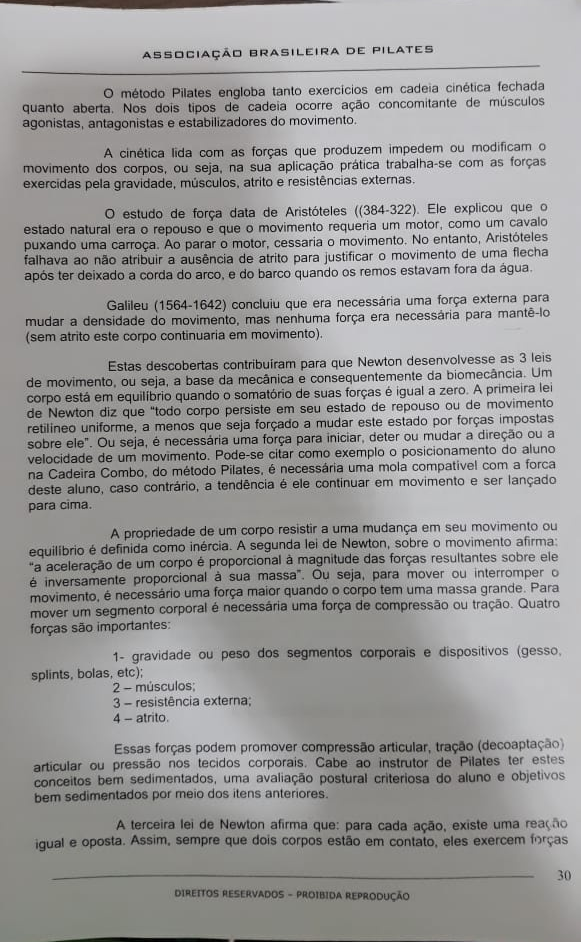 ASSOCIAÇÃO BRASILEIRA DE PILATES
O método Pilates engloba tanto exercicios em cadeia cinética fechada
quanto aberta. Nos dois tipos de cadeia ocorre ação concomitante de músculos
agonistas, antagonistas e estabilizadores do movimento.
A cinética lida com as forças que produzem impedem ou modificam o
movimento dos corpos, ou seja, na sua aplicação prática trabalha-se com as forças
exercidas pela gravidade, músculos, atrito e resistências externas.
O estudo de força data de Aristóteles ((384-322). Ele explicou que o
estado natural era o repouso e que o movimento requeria um motor, como um cavalo
puxando uma carroça. Ao parar o motor, cessaria o movimento. No entanto, Aristóteles
falhava ao não atribuir a ausência de atrito para justificar o movimento de uma flecha
após ter deixado a corda do arco, e do barco quando os remos estavam fora da água.
Galileu (1564-1642) concluiu que era necessária uma força externa para
mudar a densidade do movimento, mas nenhuma força era necessária para mantê-lo
(sem atrito este corpo continuaria em movimento).
Estas descobertas contribuíram para que Newton desenvolvesse as 3 leis
de movimento, ou seja, a base da mecânica e consequentemente da biomecância. Um
corpo está em equilíbrio quando o somatório de suas forças é igual a zero. A primeira lei
de Newton diz que "todo corpo persiste em seu estado de repouso ou de movimento
retilíneo uniforme, a menos que seja forçado a mudar este estado por forças impostas
sobre ele". Ou seja, é necessária uma força para iniciar, deter ou mudar a direção ou a
velocidade de um movimento. Pode-se citar como exemplo o posicionamento do aluno
na Cadeira Combo, do método Pilates, é necessária uma mola compatível com a forca
deste aluno, caso contrário, a tendência é ele continuar em movimento e ser lançado
para cima.
A propriedade de um corpo resistir a uma mudança em seu movimento ou
equilíbrio é definida como inércia. A segunda lei de Newton, sobre o movimento afirma:
"a aceleração de um corpo é proporcional à magnitude das forças resultantes sobre ele
é inversamente proporcional à sua massa". Ou seja, para mover ou interromper o
movimento, é necessário uma força maior quando o corpo tem uma massa grande. Para
mover um segmento corporal é necessária uma força de compressão ou tração. Quatro
forças são importantes:
1- gravidade ou peso dos segmentos corporais e dispositivos (gesso,
splints, bolas, etc);
2 – músculos;
3 – resistência externa;
4 – atrito.
Essas forças podem promover compressão articular, tração (decoaptação)
articular ou pressão nos tecidos corporais. Cabe ao instrutor de Pilates ter estes
conceitos bem sedimentados, uma avaliação postural criteriosa do aluno e objetivos
bem sedimentados por meio dos itens anteriores.
A terceira lei de Newton afirma que: para cada ação, existe uma reação
igual e oposta. Assim, sempre que dois corpos estão em contato, eles exercem forças
30
DIREITOS RESERVADOS – PROIBIDA REPRODUÇÃO